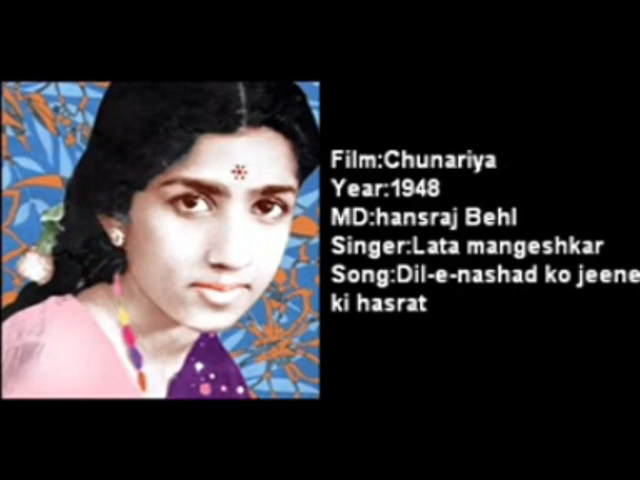 Film:Chunariya
Year:1948
MD:hansraj Behl
Singer:Lata mangeshkar
Song:Dil-e-nashad ko jeene
ki hasrat